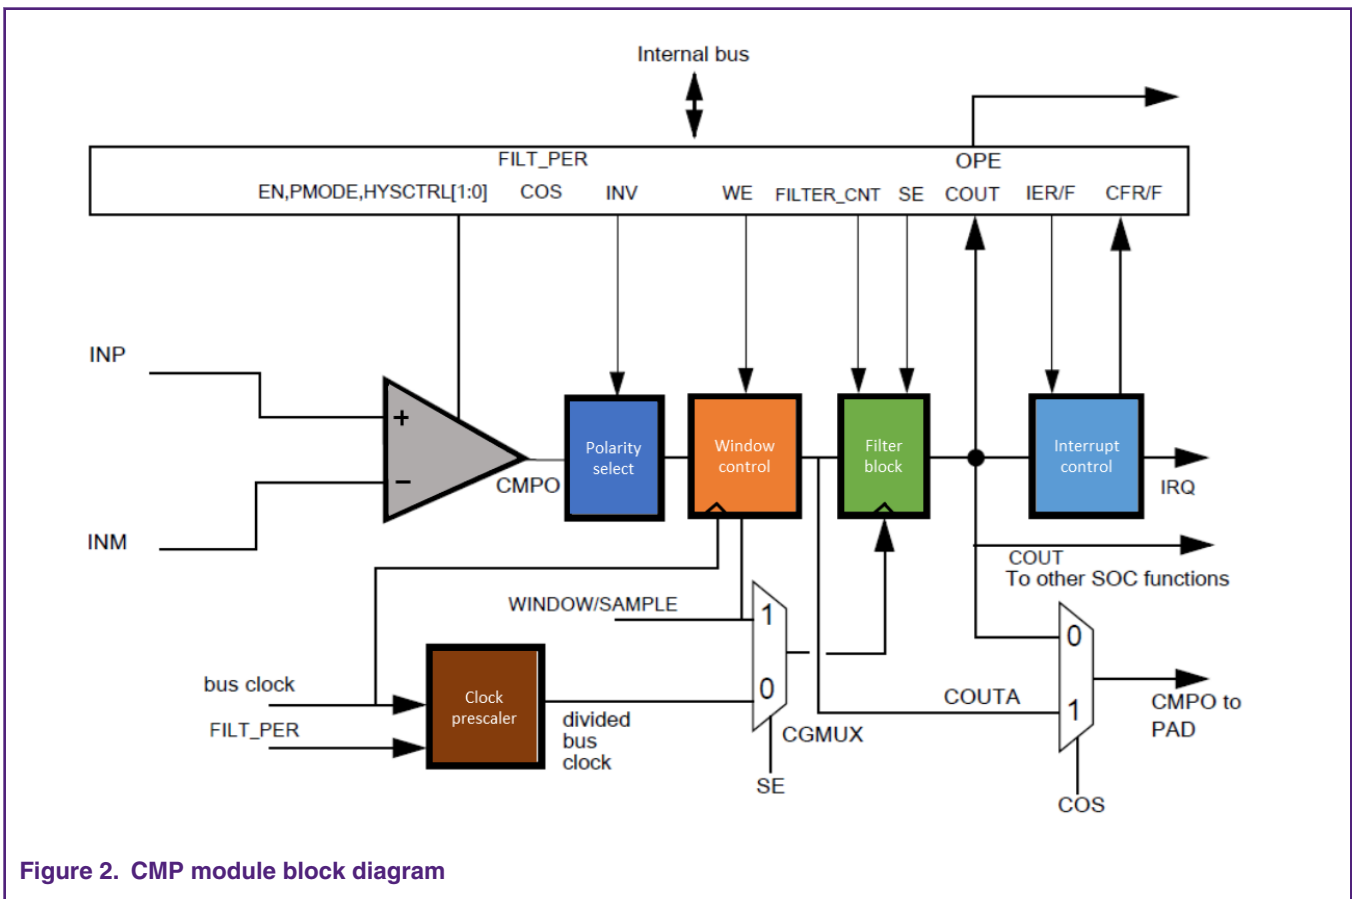 Internal bus
FILT_PER
OPE
EN,PMODE,HYSCTRL[1:0]
COS
INV
WE
FILTER_CNT
SE
COUT
IER/F
CFR/F
INP
+
−
INM
CMPO
Polarity
select
Window
control
Filter
block
Interrupt
control
IRQ
COUT
To other SOC functions
WINDOW/SAMPLE
1
0
bus clock
FILT_PER
Clock
prescaler
divided
bus
clock
CGMUX
SE
COUTA
0
1
CMPO to
PAD
COS
Figure 2. CMP module block diagram